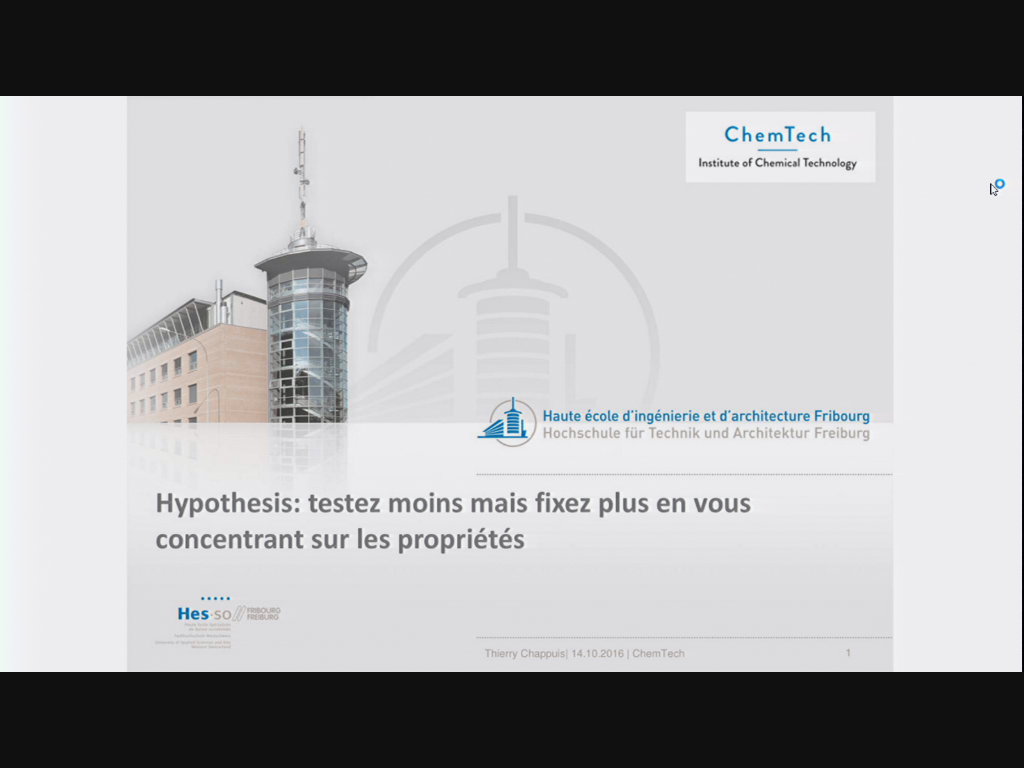 ChemTech
Institute of Chemical Technology
Haute école d'ingénierie et d'architecture Fribourg
Hochschule für Technik und Architektur Freiburg
Hypothesis: testez moins mais fixez plus en vous
concentrant sur les propriétés
Hes·so // FRIBOURG
FREIBURG
Thierry Chappuis| 14.10.2016 | ChemTech
1